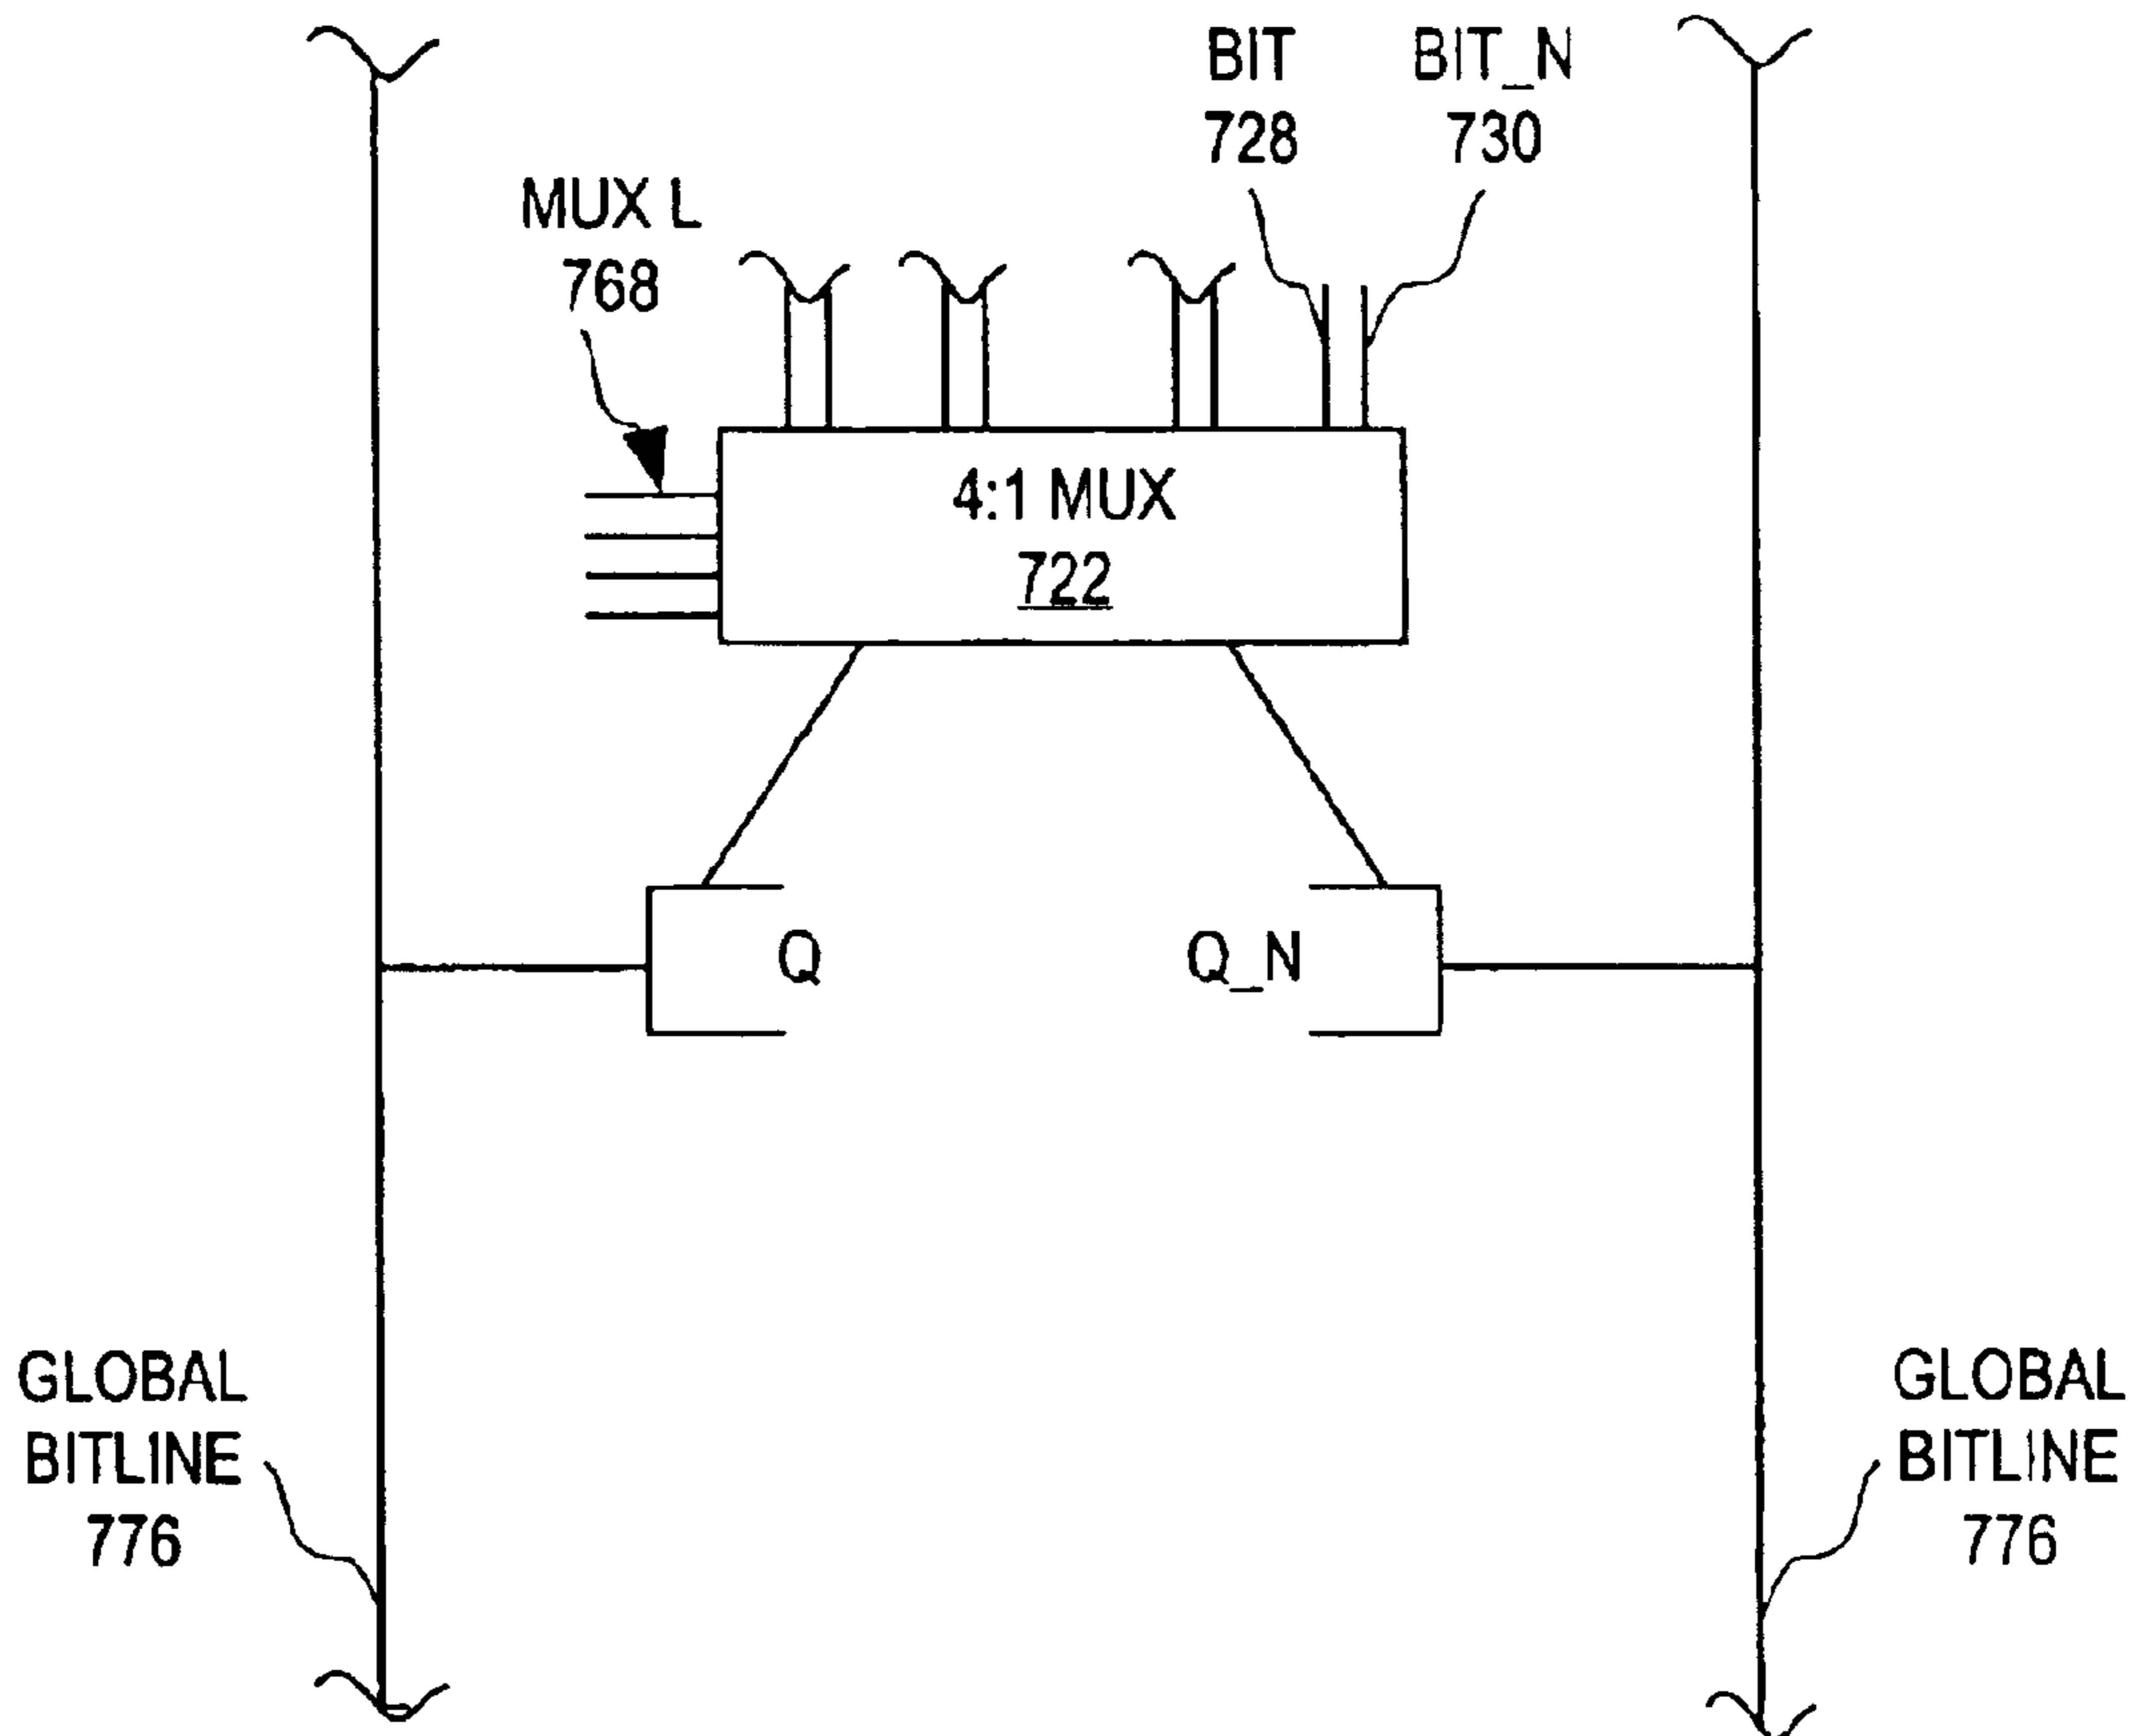 BIT
728
BIT_N
730
MUX L
768
4:1 MUX
722
Q
Q_N
GLOBAL
BITLINE
776
GLOBAL
BITLINE
776